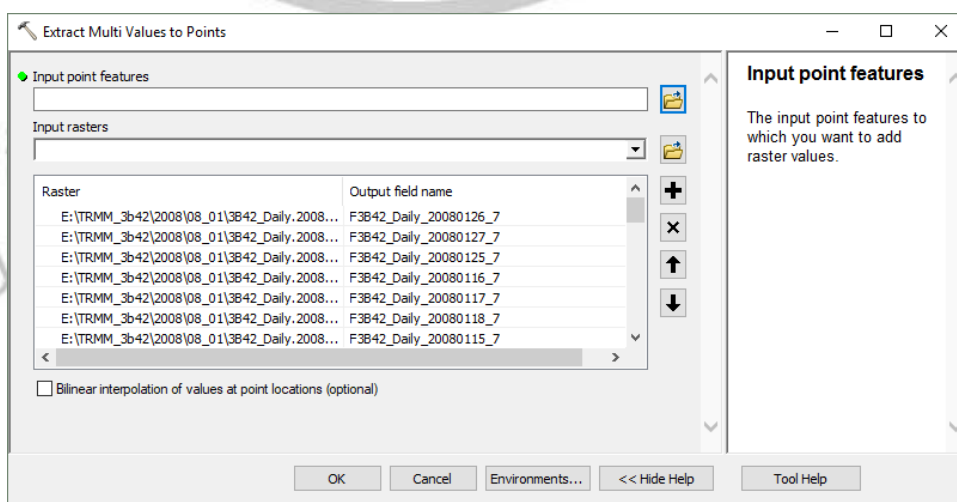 Extract Multi Values to Points
Input point features
Input rasters
Raster Output field name
E:\TRMM_3b42\2008\08_01\3B42_Daily.2008... F3B42_Daily_20080126_7
E:\TRMM_3b42\2008\08_01\3B42_Daily.2008... F3B42_Daily_20080127_7
E:\TRMM_3b42\2008\08_01\3B42_Daily.2008... F3B42_Daily_20080125_7
E:\TRMM_3b42\2008\08_01\3B42_Daily.2008... F3B42_Daily_20080116_7
E:\TRMM_3b42\2008\08_01\3B42_Daily.2008... F3B42_Daily_20080117_7
E:\TRMM_3b42\2008\08_01\3B42_Daily.2008... F3B42_Daily_20080118_7
E:\TRMM_3b42\2008\08_01\3B42_Daily.2008... F3B42_Daily_20080115_7
Bilinear interpolation of values at point locations (optional)
Input point features
The input point features to
which you want to add
raster values.
OK Cancel Environments... << Hide Help Tool Help